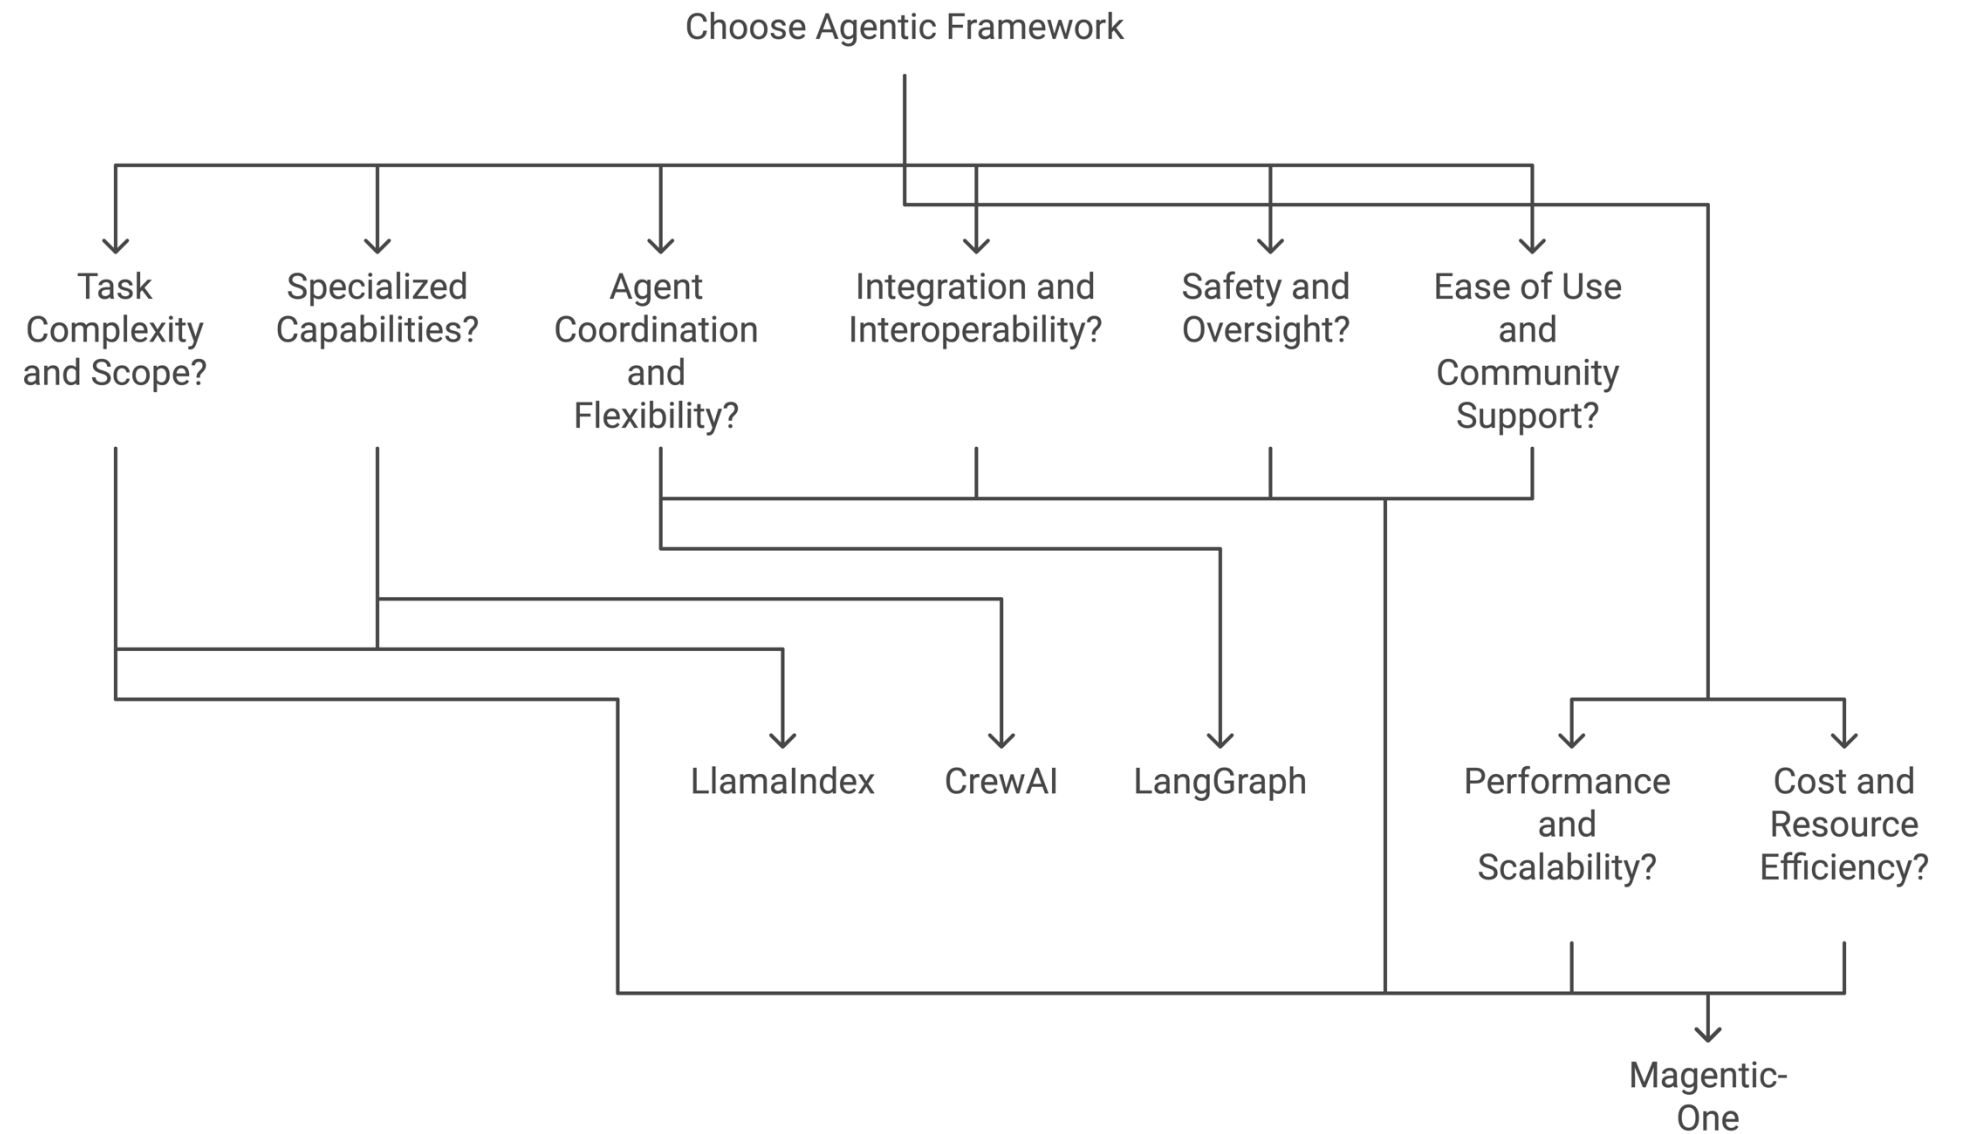 Choose Agentic Framework
Task
Complexity
and Scope?
Specialized
Capabilities?
Agent
Coordination
and
Flexibility?
Integration and
Interoperability?
Safety and
Oversight?
Ease of Use
and
Community
Support?
LlamaIndex
CrewAI
LangGraph
Performance
and
Scalability?
Cost and
Resource
Efficiency?
Magentic-
One